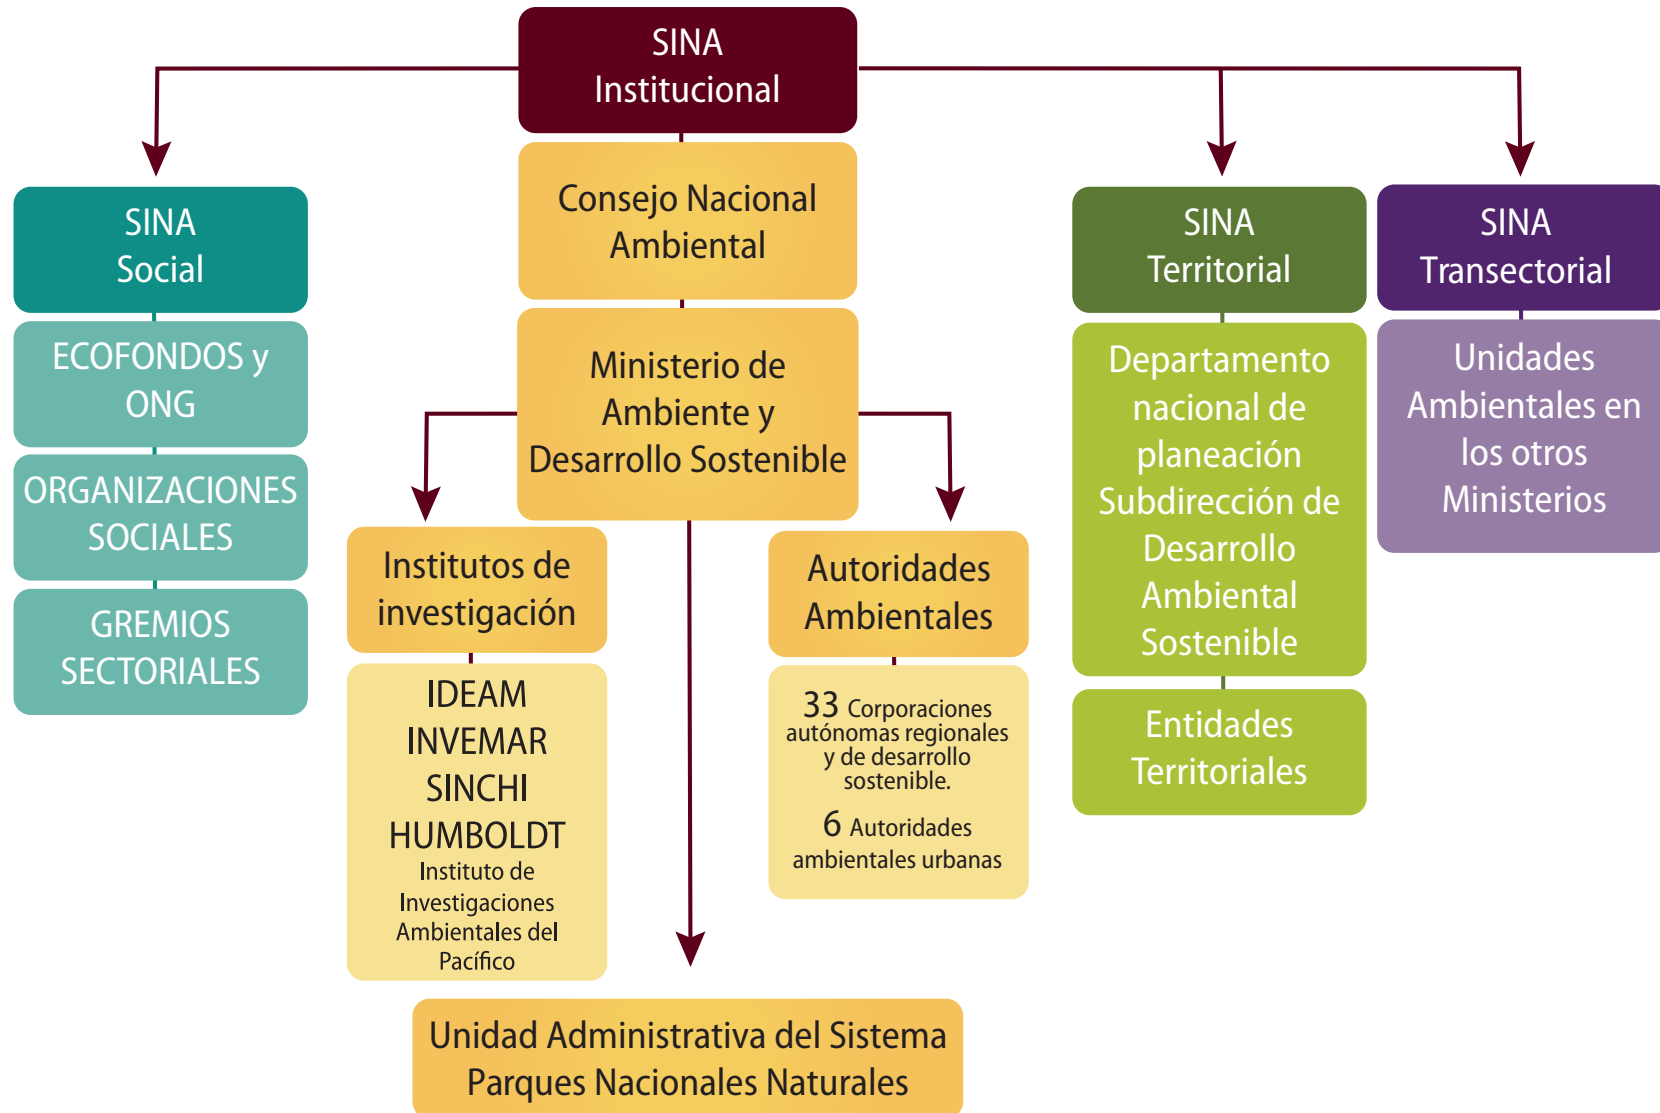 SINA
Institucional
Consejo Nacional
Ambiental
Ministerio de
Ambiente y
Desarrollo Sostenible
SINA
Social
ECOFONDOS y
ONG
ORGANIZACIONES
SOCIALES
GREMIOS
SECTORIALES
Institutos de
investigación
IDEAM
INVEMAR
SINCHI
HUMBOLDT
Instituto de
Investigaciones
Ambientales del
Pacífico
Autoridades
Ambientales
33 Corporaciones
autónomas regionales
y de desarrollo
sostenible.
6 Autoridades
ambientales urbanas
Unidad Administrativa del Sistema
Parques Nacionales Naturales
SINA
Territorial
Departamento
nacional de
planeación
Subdirección de
Desarrollo
Ambiental
Sostenible
Entidades
Territoriales
SINA
Transectorial
Unidades
Ambientales en
los otros
Ministerios